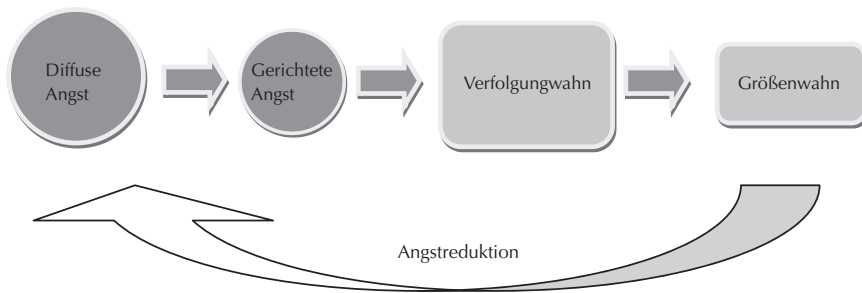 Diffuse
Angst
Gerichtete
Angst
Verfolgungwahn
Größenwahn
Angstreduktion